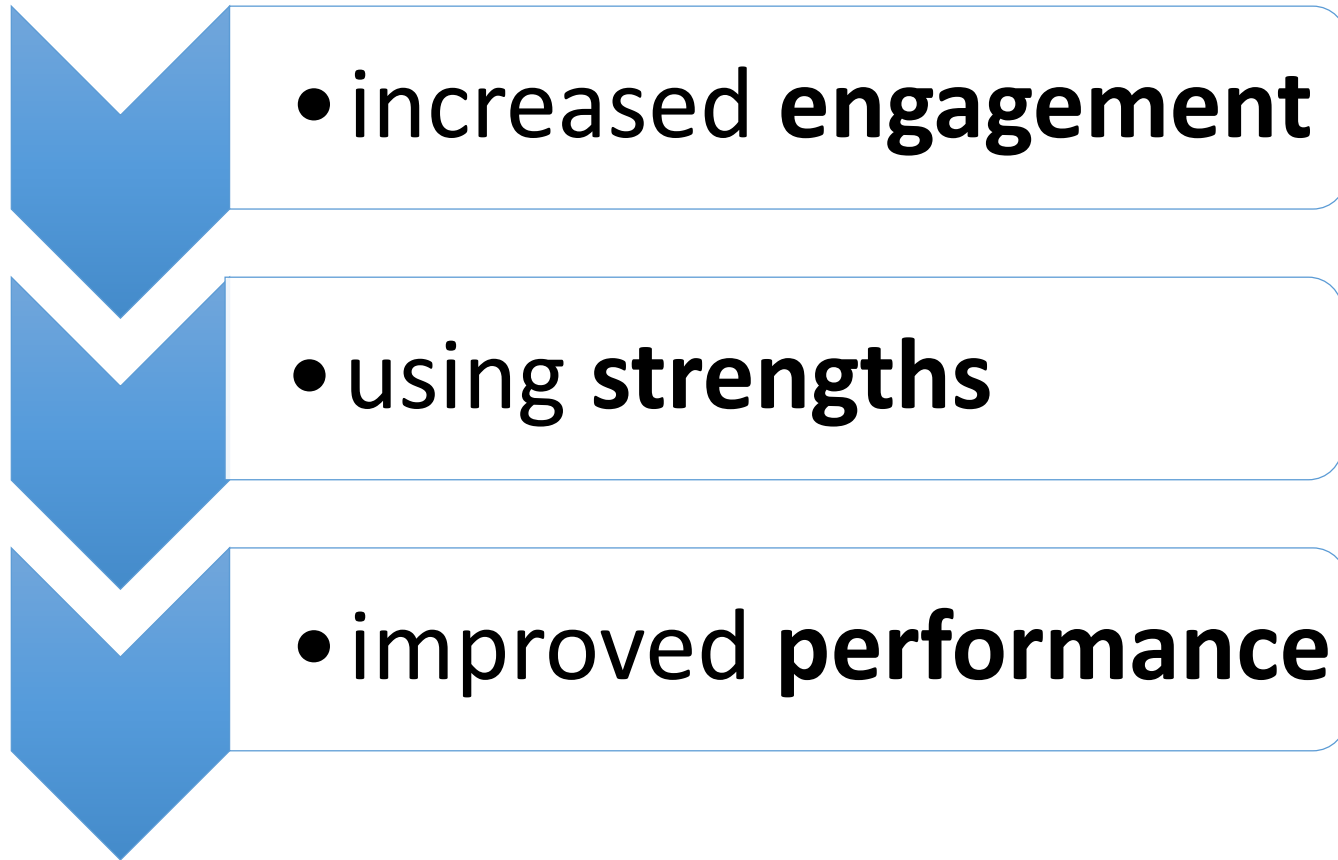 • increased engagement
• using strengths
• improved performance